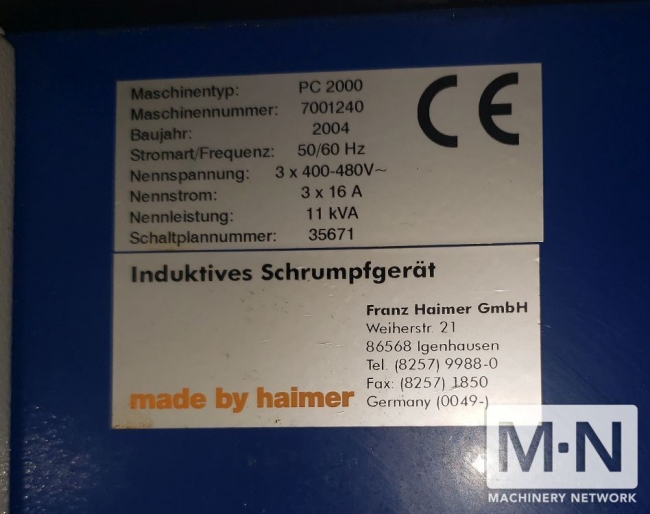 Maschinentyp: PC 2000
Maschinennummer: 7001240
Baujahr: 2004
Stromart/Frequenz: 50/60 Hz
Nennspannung: 3 x 400-480V~
Nennstrom: 3 x 16 A
Nennleistung: 11 kVA
Schaltplannummer: 35671
CE
Induktives Schrumpfgerät
Franz Haimer GmbH
Weiherstr. 21
86568 Igenhausen
Tel. (8257) 9988-0
Fax: (8257) 1850
Germany (0049-)
made by haimer
M·N
MACHINERY NETWORK